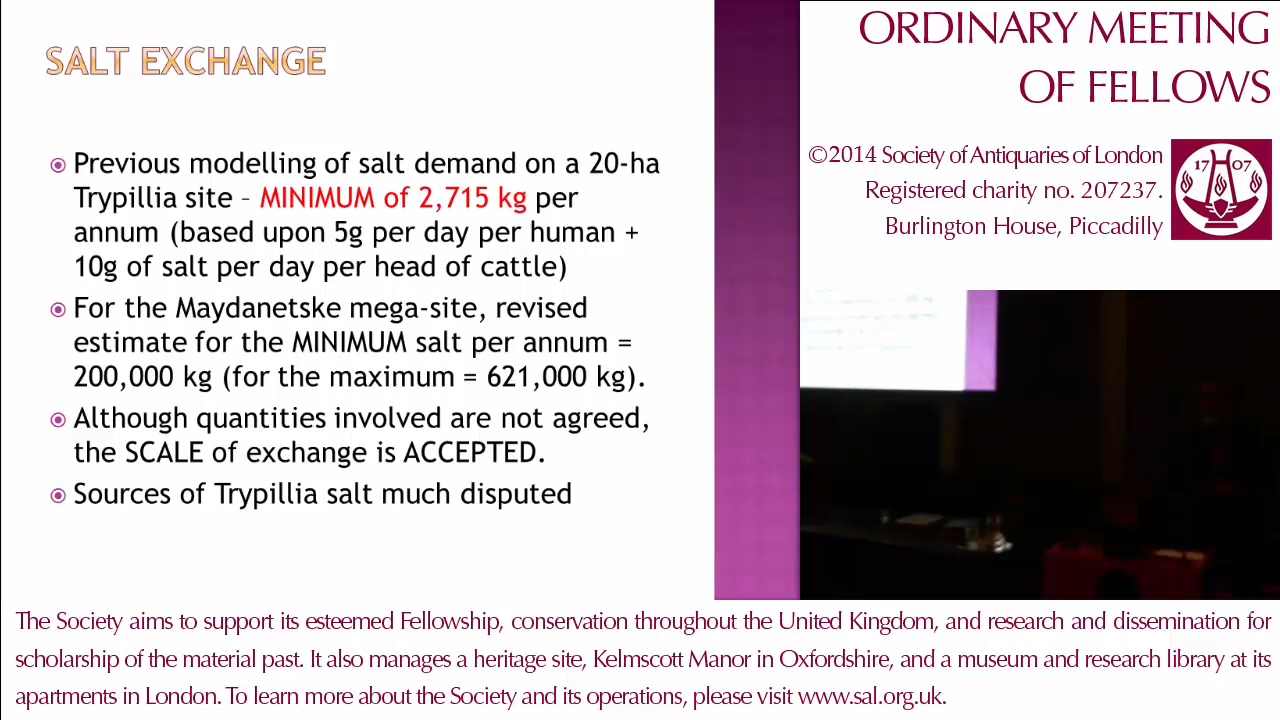 SALT EXCHANGE
Previous modelling of salt demand on a 20-ha
Trypillia site – MINIMUM of 2,715 kg per
annum (based upon 5g per day per human +
10g of salt per day per head of cattle)
For the Maydanetske mega-site, revised
estimate for the MINIMUM salt per annum =
200,000 kg (for the maximum = 621,000 kg).
Although quantities involved are not agreed,
the SCALE of exchange is ACCEPTED.
Sources of Trypillia salt much disputed
ORDINARY MEETING
OF FELLOWS
©2014 Society of Antiquaries of London
Registered charity no. 207237.
Burlington House, Piccadilly
17 07
The Society aims to support its esteemed Fellowship, conservation throughout the United Kingdom, and research and dissemination for
scholarship of the material past. It also manages a heritage site, Kelmscott Manor in Oxfordshire, and a museum and research library at its
apartments in London. To learn more about the Society and its operations, please visit www.sal.org.uk.